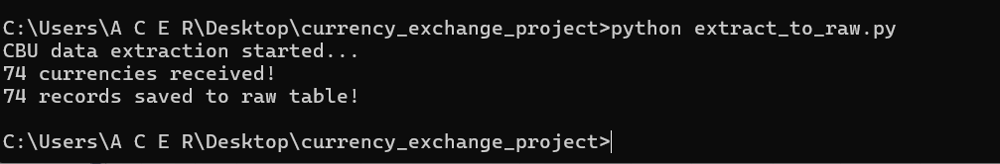 C:\Users\A C E R\Desktop\currency_exchange_project>python extract_to_raw.py
CBU data extraction started...
74 currencies received!
74 records saved to raw table!
C:\Users\A C E R\Desktop\currency_exchange_project>